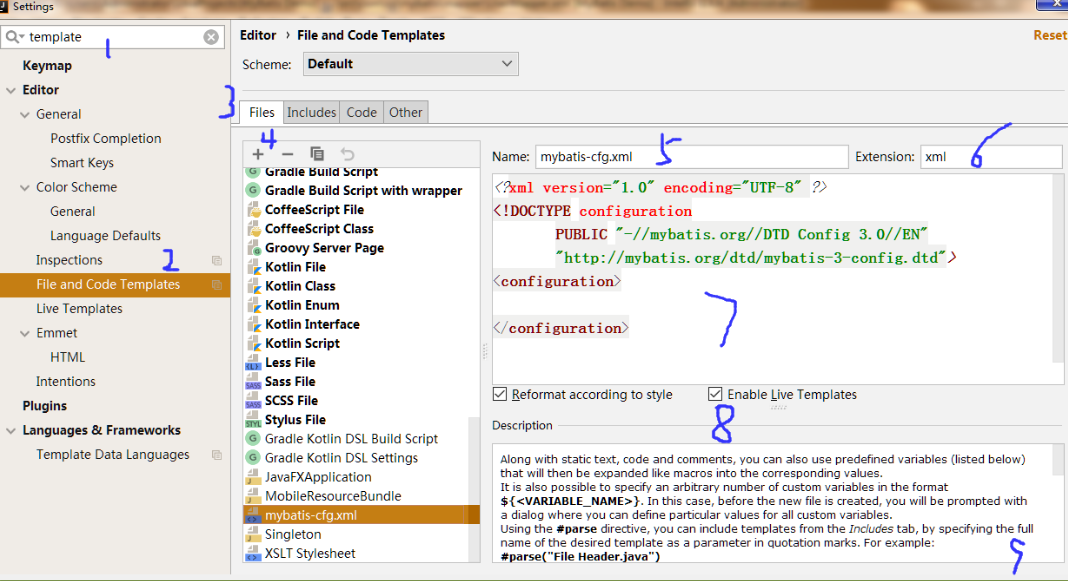 Settings
template
1
Keymap
Editor
General
Postfix Completion
Smart Keys
Color Scheme
General
Language Defaults
Inspections
2
File and Code Templates
Live Templates
Emmet
HTML
Intentions
Plugins
Languages & Frameworks
Template Data Languages
Editor › File and Code Templates
Reset
Scheme: Default
3
Files Includes Code Other
4
Gradle Build Script
Gradle Build Script with wrapper
CoffeeScript File
CoffeeScript Class
Groovy Server Page
Kotlin File
Kotlin Class
Kotlin Enum
Kotlin Interface
Kotlin Script
Less File
Sass File
SCSS File
Stylus File
Gradle Kotlin DSL Build Script
Gradle Kotlin DSL Settings
JavaFXApplication
MobileResourceBundle
mybatis-cfg.xml
Singleton
XSLT Stylesheet
Name: mybatis-cfg.xml 5 Extension: xml 6
<?xml version="1.0" encoding="UTF-8" ?>
<!DOCTYPE configuration
PUBLIC "-//mybatis.org//DTD Config 3.0//EN"
"http://mybatis.org/dtd/mybatis-3-config.dtd">
<configuration>
7
</configuration>
Reformat according to style Enable Live Templates
8
Description
Along with static text, code and comments, you can also use predefined variables (listed below)
that will then be expanded like macros into the corresponding values.
It is also possible to specify an arbitrary number of custom variables in the format
${<VARIABLE_NAME>}. In this case, before the new file is created, you will be prompted with
a dialog where you can define particular values for all custom variables.
Using the #parse directive, you can include templates from the Includes tab, by specifying the full
name of the desired template as a parameter in quotation marks. For example:
#parse("File Header.java")
9